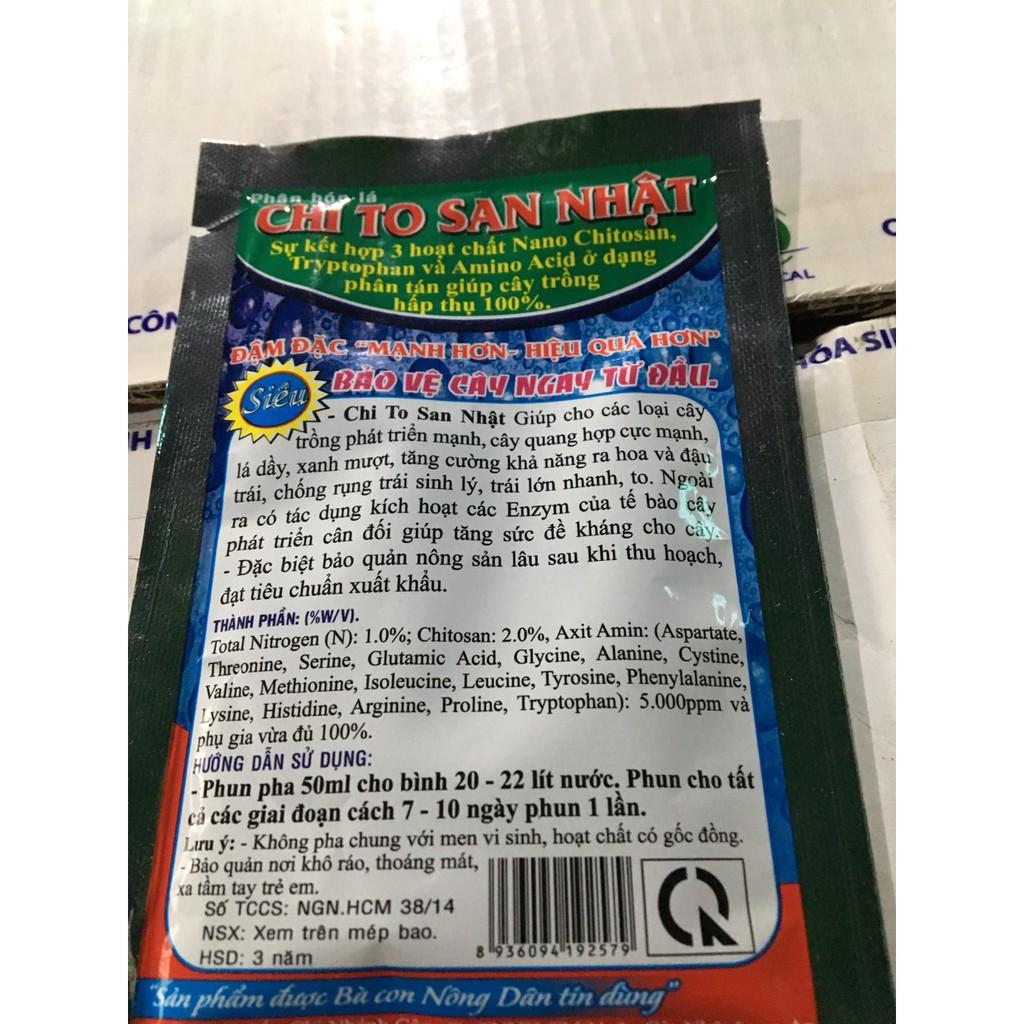 Phân bón lá
CHI TO SAN NHẬT
Sự kết hợp 3 hoạt chất Nano Chitosan,
Tryptophan và Amino Acid ở dạng
phân tán giúp cây trồng
hấp thụ 100%.
ĐẬM ĐẶC "MẠNH HƠN- HIỆU QUẢ HƠN"
Siêu
BẢO VỆ CÂY NGAY TỪ ĐẦU.
- Chi To San Nhật Giúp cho các loại cây
trồng phát triển mạnh, cây quang hợp cực mạnh,
lá dầy, xanh mượt, tăng cường khả năng ra hoa và đậu
trái, chống rụng trái sinh lý, trái lớn nhanh, to. Ngoài
ra có tác dụng kích hoạt các Enzym của tế bào cây
phát triển cân đối giúp tăng sức đề kháng cho cây.
- Đặc biệt bảo quản nông sản lâu sau khi thu hoạch,
đạt tiêu chuẩn xuất khẩu.
THÀNH PHẦN: (%W/V).
Total Nitrogen (N): 1.0%; Chitosan: 2.0%, Axit Amin: (Aspartate,
Threonine, Serine, Glutamic Acid, Glycine, Alanine, Cystine,
Valine, Methionine, Isoleucine, Leucine, Tyrosine, Phenylalanine,
Lysine, Histidine, Arginine, Proline, Tryptophan): 5.000ppm và
phụ gia vừa đủ 100%.
HƯỚNG DẪN SỬ DỤNG:
- Phun pha 50ml cho bình 20 - 22 lít nước. Phun cho tất
cả các giai đoạn cách 7 - 10 ngày phun 1 lần.
Lưu ý: - Không pha chung với men vi sinh, hoạt chất có gốc đồng.
- Bảo quản nơi khô ráo, thoáng mát,
xa tầm tay trẻ em.
Số TCCS: NGN.HCM 38/14
NSX: Xem trên mép bao.
HSD: 3 năm
8 936094 192579
"Sản phẩm được Bà con Nông Dân tin dùng"
CÔN
HÓA SI
CAL